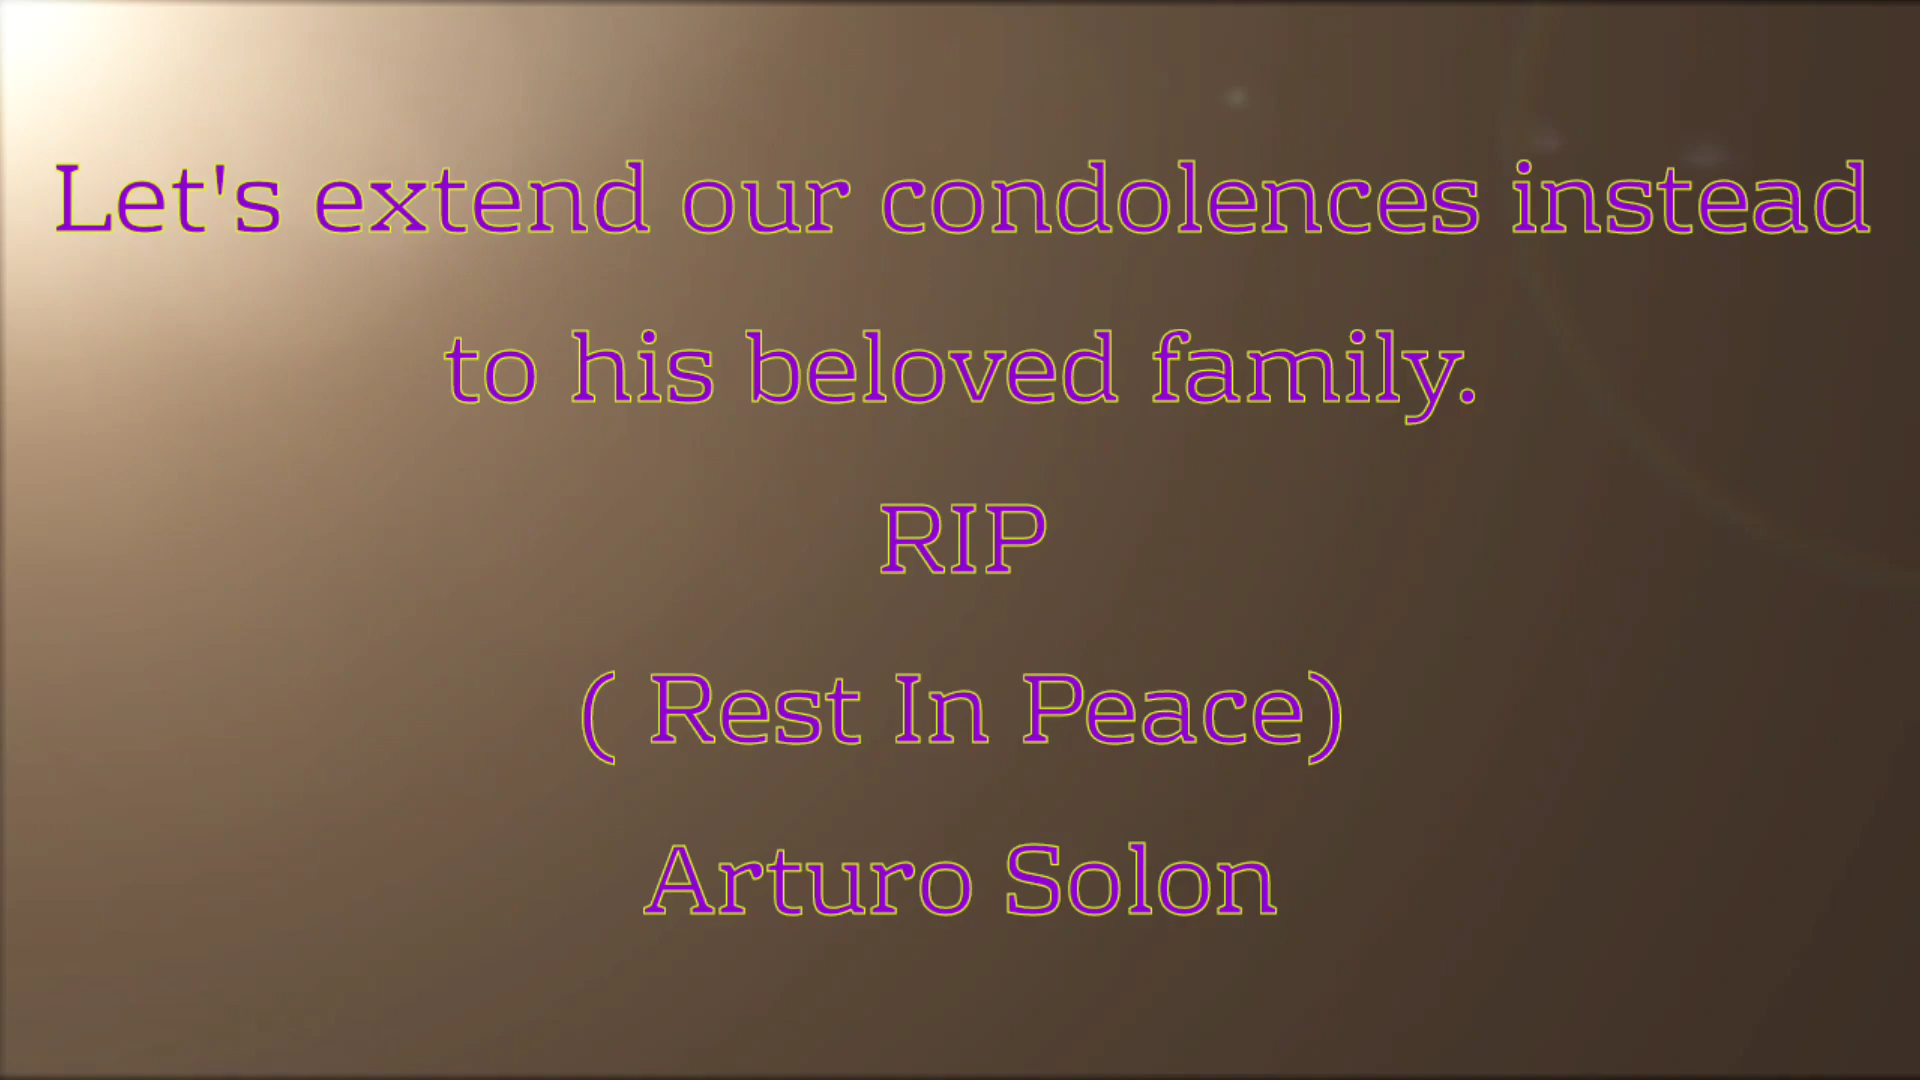 Let's extend our condolences instead
to his beloved family.
RIP
( Rest In Peace)
Arturo Solon